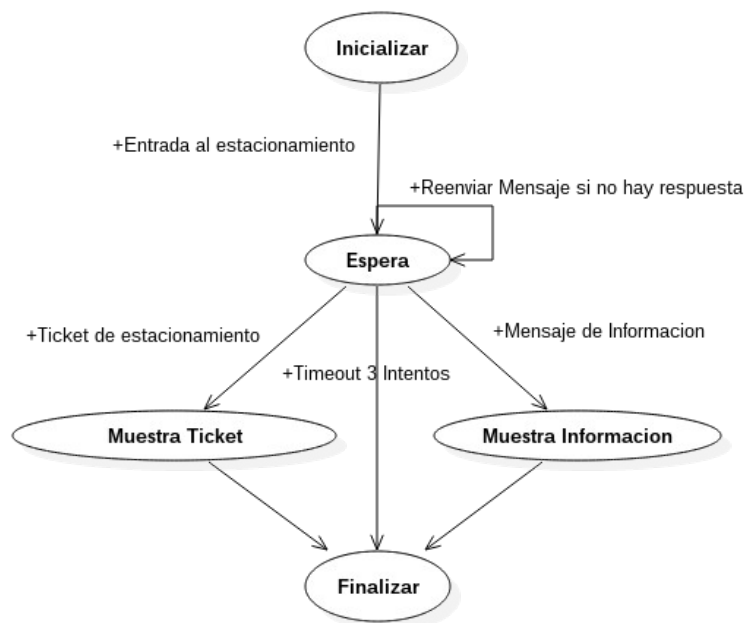 Inicializar
+Entrada al estacionamiento
+Reenviar Mensaje si no hay respuesta
Espera
+Ticket de estacionamiento
+Mensaje de Informacion
+Timeout 3 Intentos
Muestra Ticket
Muestra Informacion
Finalizar